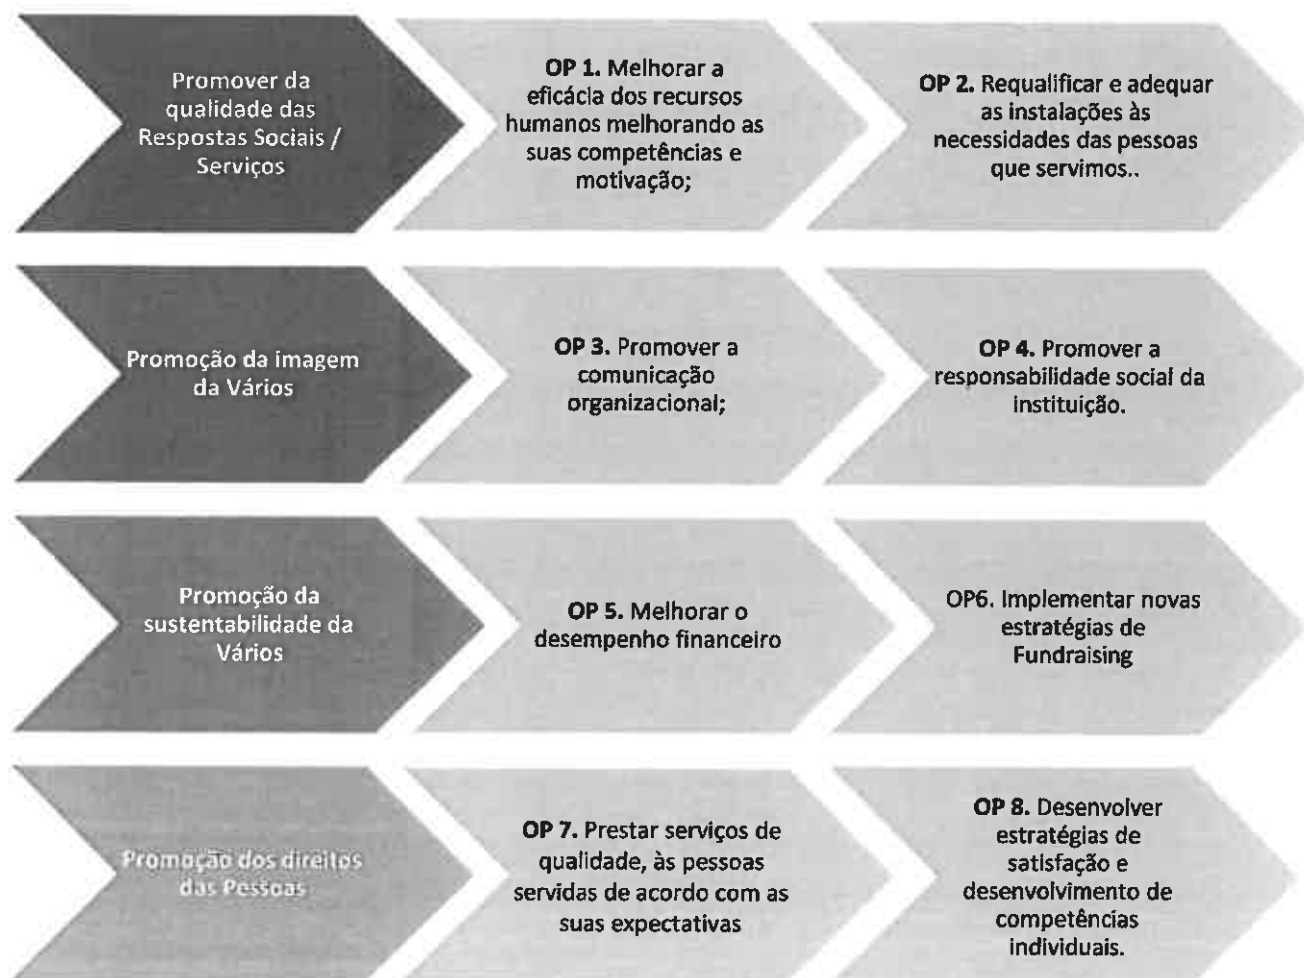 Promover da
qualidade das
Respostas Sociais /
Serviços
OP 1. Melhorar a
eficácia dos recursos
humanos melhorando as
suas competências e
motivação;
OP 2. Requalificar e adequar
as instalações às
necessidades das pessoas
que servimos..
Promoção da imagem
da Vários
OP 3. Promover a
comunicação
organizacional;
OP 4. Promover a
responsabilidade social da
instituição.
Promoção da
sustentabilidade da
Vários
OP 5. Melhorar o
desempenho financeiro
OP6. Implementar novas
estratégias de
Fundraising
Promoção dos direitos
das Pessoas
OP 7. Prestar serviços de
qualidade, às pessoas
servidas de acordo com as
suas expectativas
OP 8. Desenvolver
estratégias de
satisfação e
desenvolvimento de
competências
individuais.